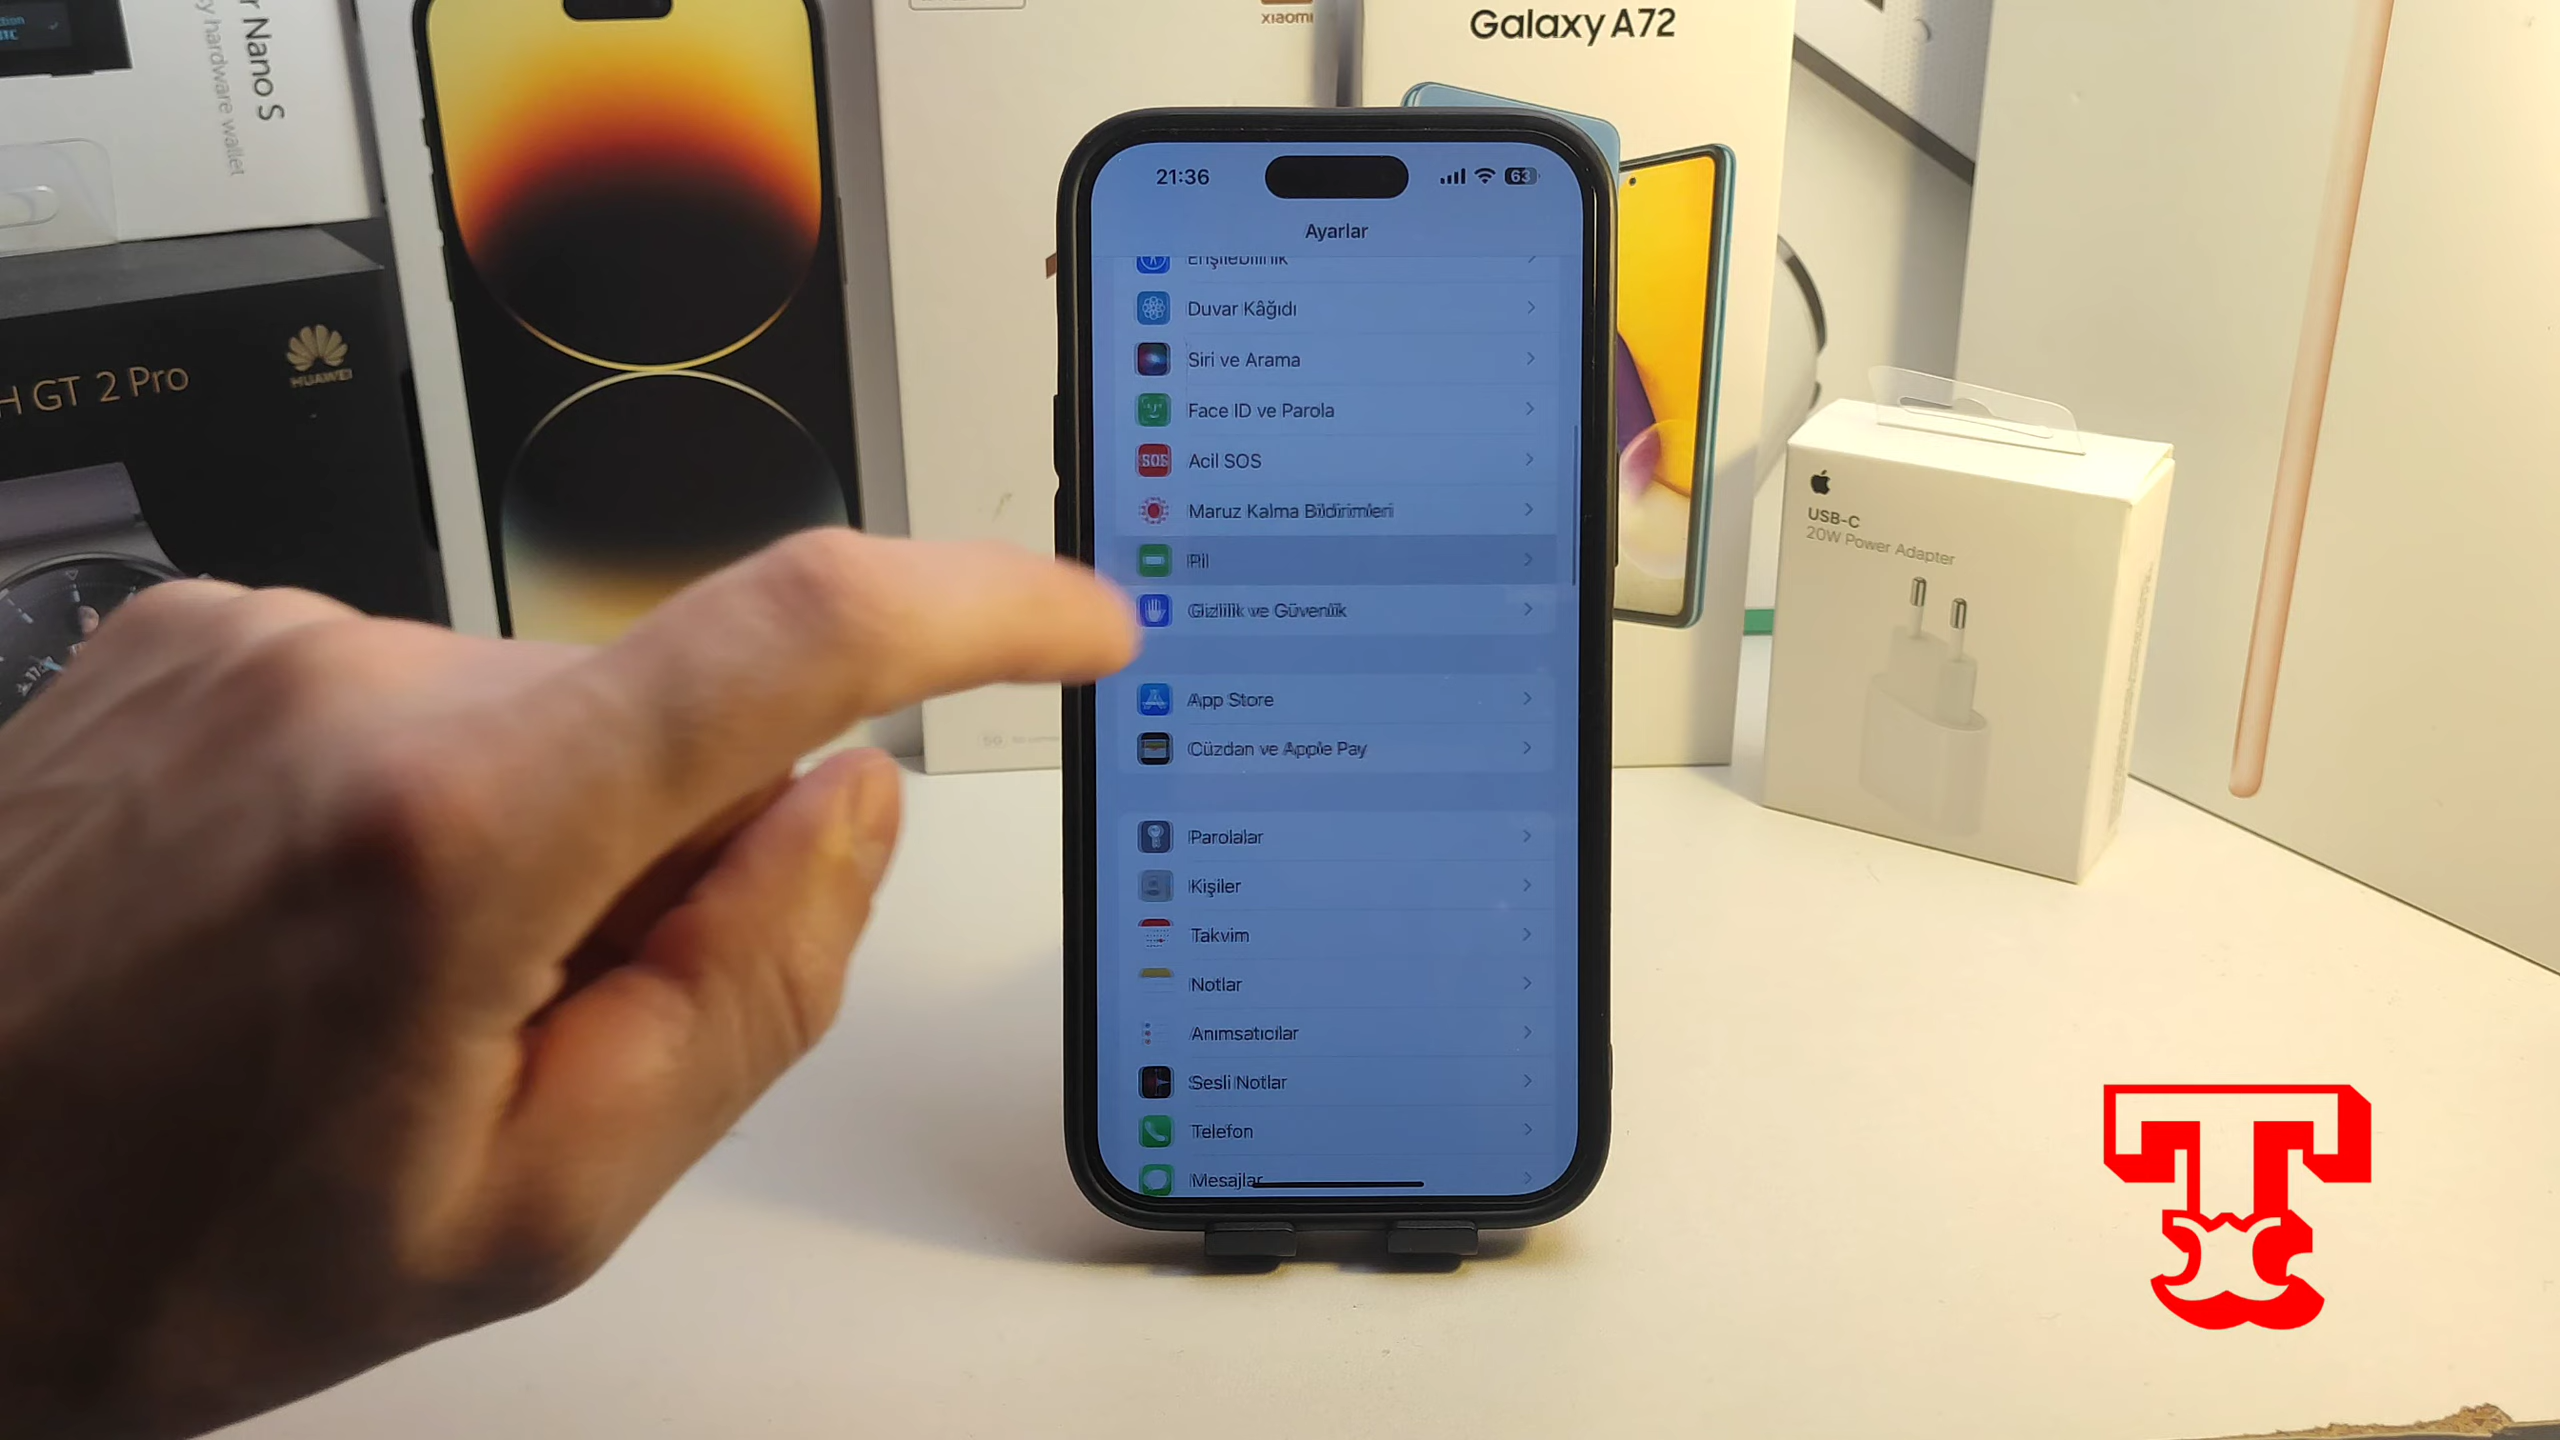 Nano S
hardware wallet
HUAWEI
GT 2 Pro
xiaomi
Galaxy A72
21:36
63
Ayarlar
Erişilebilirlik
Duvar Kâğıdı
Siri ve Arama
Face ID ve Parola
SOS
Acil SOS
Maruz Kalma Bildirimleri
Pil
Gizlilik ve Güvenlik
App Store
Cüzdan ve Apple Pay
Parolalar
Kişiler
Takvim
Notlar
Anımsatıcılar
Sesli Notlar
Telefon
Mesajlar
USB-C
20W Power Adapter